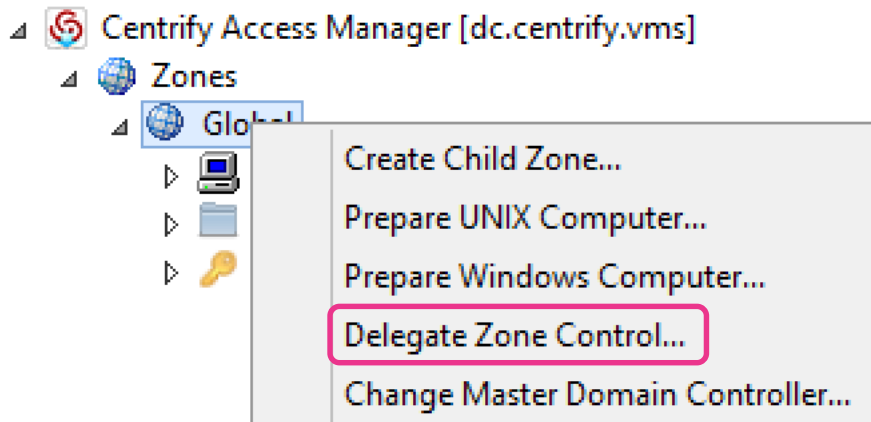 Centrify Access Manager [dc.centrify.vms]
Zones
Global
Create Child Zone...
Prepare UNIX Computer...
Prepare Windows Computer...
Delegate Zone Control...
Change Master Domain Controller...